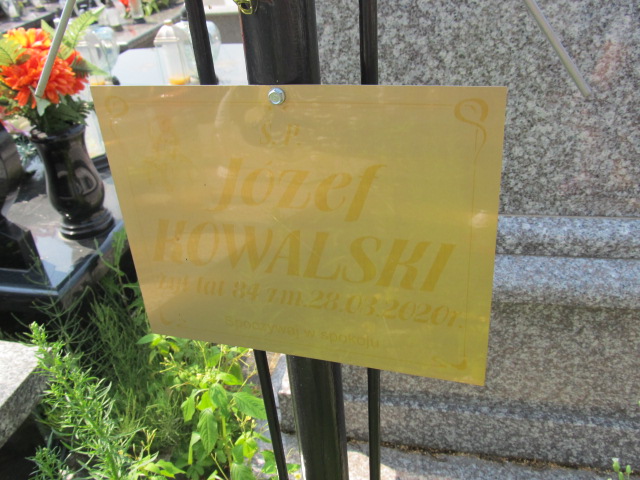 Ś.P.
Józef
KOWALSKI
żył lat 84 zm.28.03.2020r.
Spoczywaj w spokoju